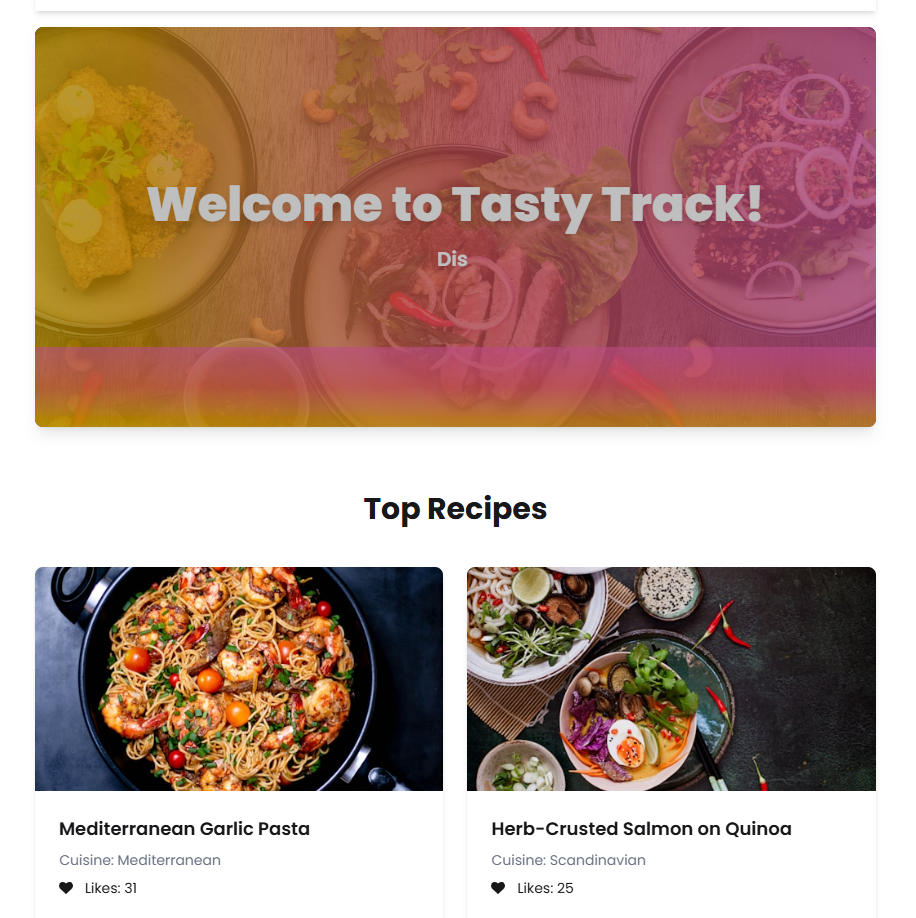 Welcome to Tasty Track!
Dis
Top Recipes
Mediterranean Garlic Pasta
Cuisine: Mediterranean
Likes: 31
Herb-Crusted Salmon on Quinoa
Cuisine: Scandinavian
Likes: 25